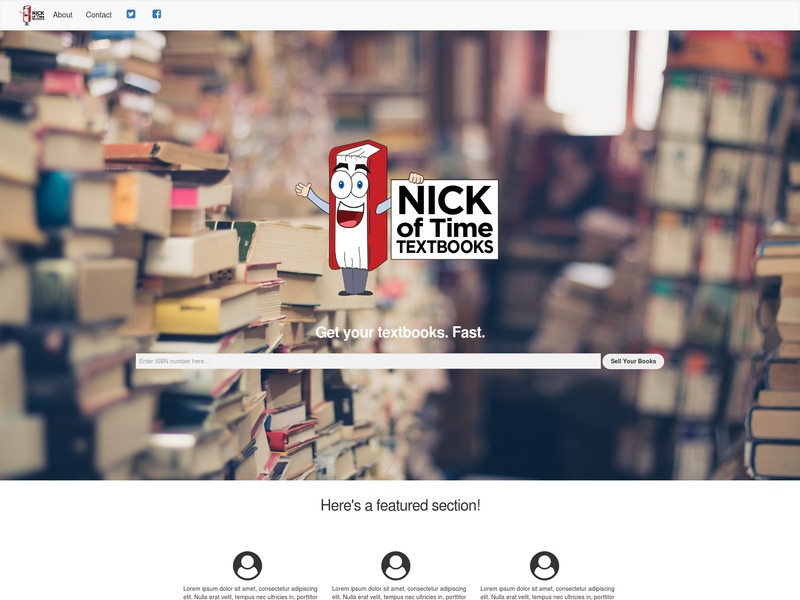 NICK
of Time
About
Contact
NICK
of Time
TEXTBOOKS
Get your textbooks. Fast.
Enter ISBN number here...
Sell Your Books
Here's a featured section!
Lorem ipsum dolor sit amet, consectetur adipiscing
elit. Nulla erat velit, tempus nec ultricies in, porttitor
Lorem ipsum dolor sit amet, consectetur adipiscing
elit. Nulla erat velit, tempus nec ultricies in, porttitor
Lorem ipsum dolor sit amet, consectetur adipiscing
elit. Nulla erat velit, tempus nec ultricies in, porttitor